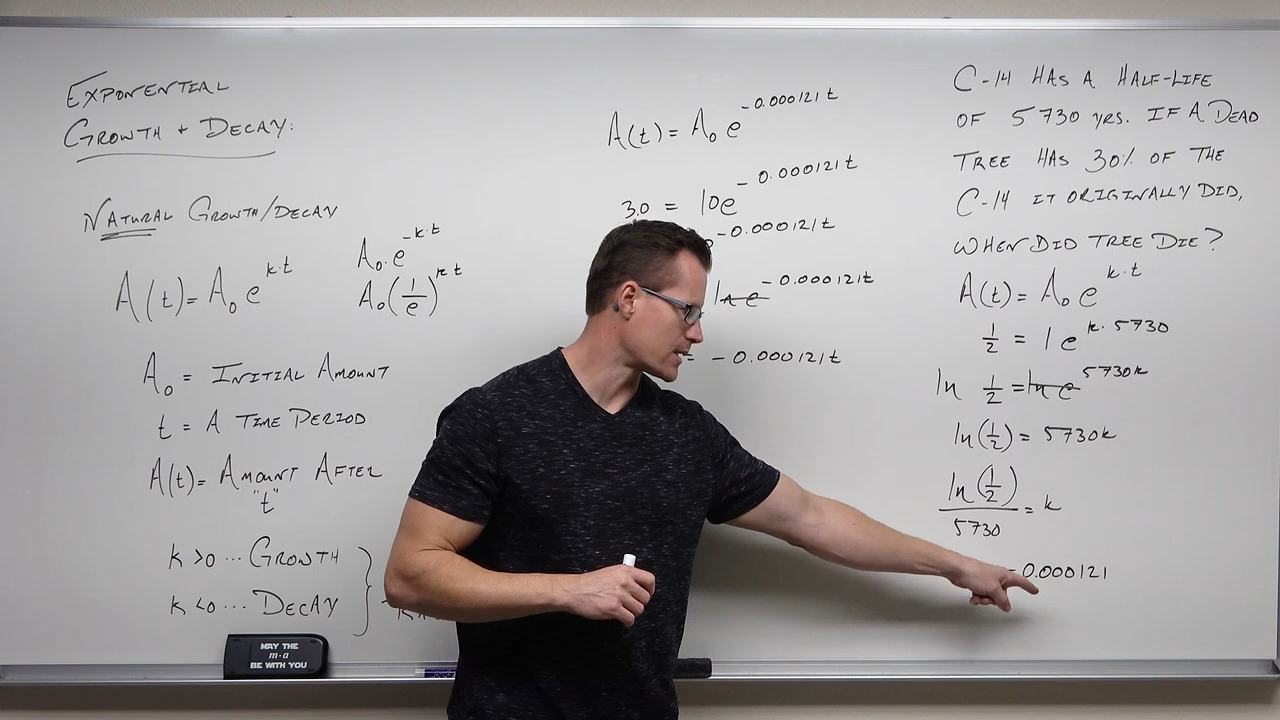 EXPONENTIAL
GROWTH + DECAY:
NATURAL GROWTH/DECAY
A(t) = A₀ e^{k·t}
A₀·e^{-k·t}
A₀(1/e)^{k·t}
A₀ = INITIAL AMOUNT
t = A TIME PERIOD
A(t) = AMOUNT AFTER
"t"
k >0 ... GROWTH
k <0 ... DECAY
MAY THE
m·a
BE WITH YOU
A(t) = A₀ e^{-0.000121t}
3.0 = 10e^{-0.000121t}
-0.000121t
ln e^{-0.000121t}
= -0.000121t
C-14 HAS A HALF-LIFE
OF 5730 YRS. IF A DEAD
TREE HAS 30% OF THE
C-14 IT ORIGINALLY DID,
WHEN DID TREE DIE?
A(t) = A₀ e^{k·t}
1/2 = 1e^{k·5730}
ln 1/2 = ln e^{5730k}
ln(1/2) = 5730k
ln(1/2)/5730 = k
-0.000121